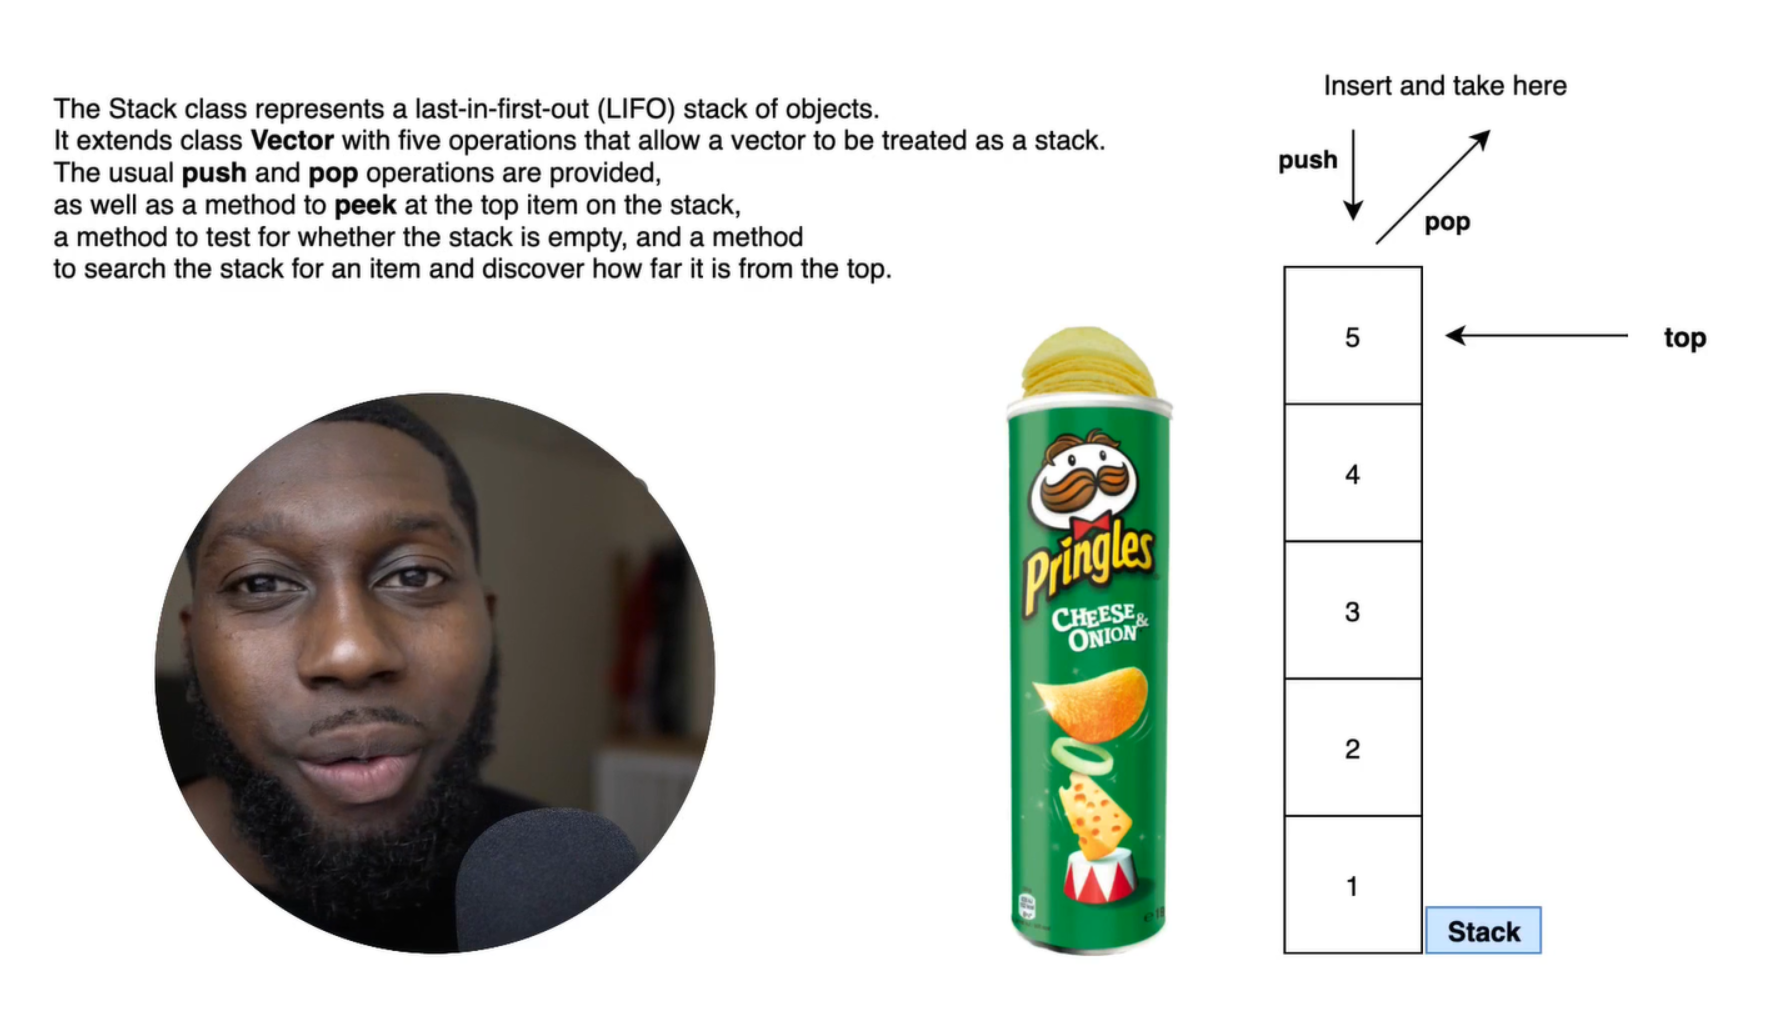 The Stack class represents a last-in-first-out (LIFO) stack of objects.
It extends class Vector with five operations that allow a vector to be treated as a stack.
The usual push and pop operations are provided,
as well as a method to peek at the top item on the stack,
a method to test for whether the stack is empty, and a method
to search the stack for an item and discover how far it is from the top.
Insert and take here
push
pop
5
top
4
3
2
1
Stack
Pringles
CHEESE &
ONION